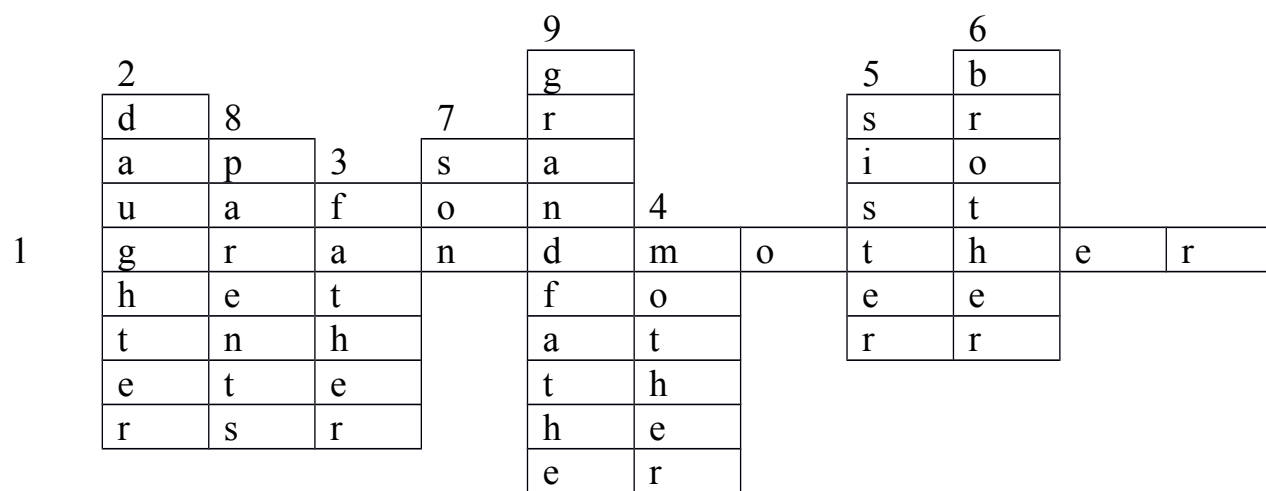 9 6
2 g 5 b
d 8 7 r s r
a p 3 s a i o
u a f o n 4 s t
1 g r a n d m o t h e r
h e t f o e e
t n h a t r r
e t e t h
r s r h e
e r